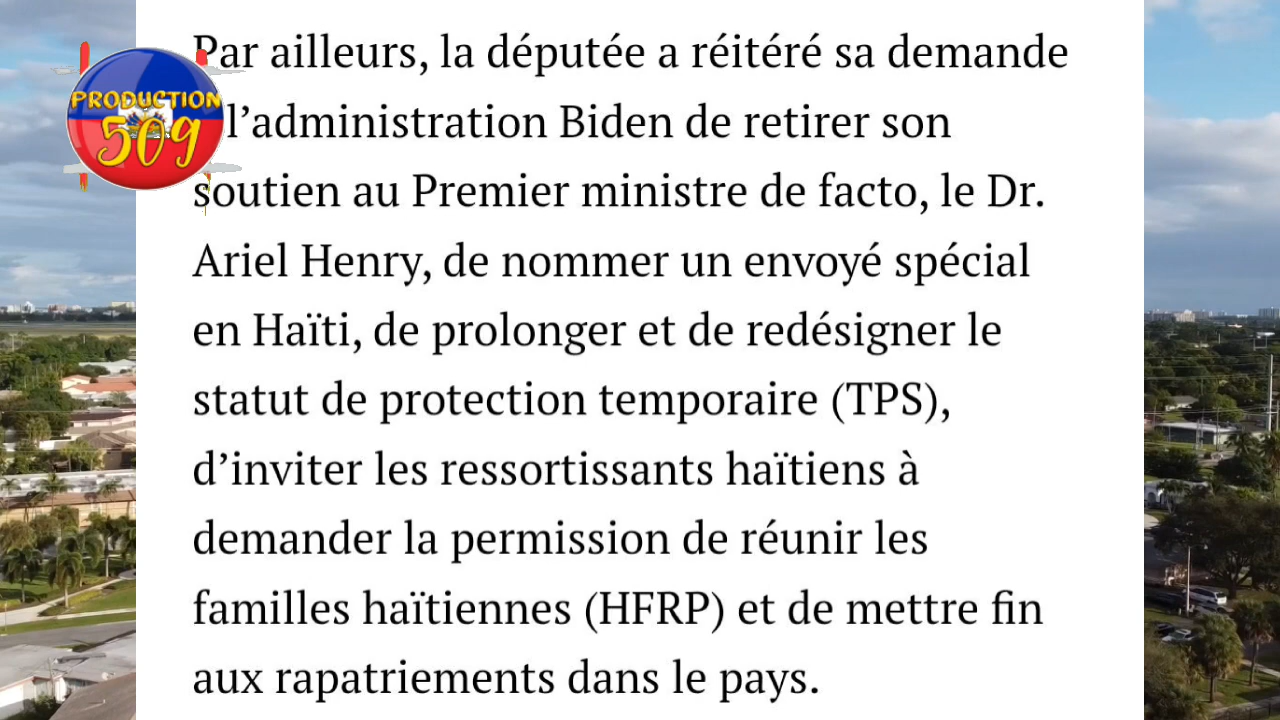 PRODUCTION
509
Par ailleurs, la députée a réitéré sa demande
l’administration Biden de retirer son
soutien au Premier ministre de facto, le Dr.
Ariel Henry, de nommer un envoyé spécial
en Haïti, de prolonger et de redésigner le
statut de protection temporaire (TPS),
d’inviter les ressortissants haïtiens à
demander la permission de réunir les
familles haïtiennes (HFRP) et de mettre fin
aux rapatriements dans le pays.